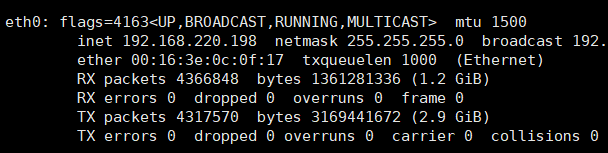 eth0: flags=4163<UP,BROADCAST,RUNNING,MULTICAST>  mtu 1500
        inet 192.168.220.198  netmask 255.255.255.0  broadcast 192.
        ether 00:16:3e:0c:0f:17  txqueuelen 1000  (Ethernet)
        RX packets 4366848  bytes 1361281336 (1.2 GiB)
        RX errors 0  dropped 0  overruns 0  frame 0
        TX packets 4317570  bytes 3169441672 (2.9 GiB)
        TX errors 0  dropped 0 overruns 0  carrier 0  collisions 0